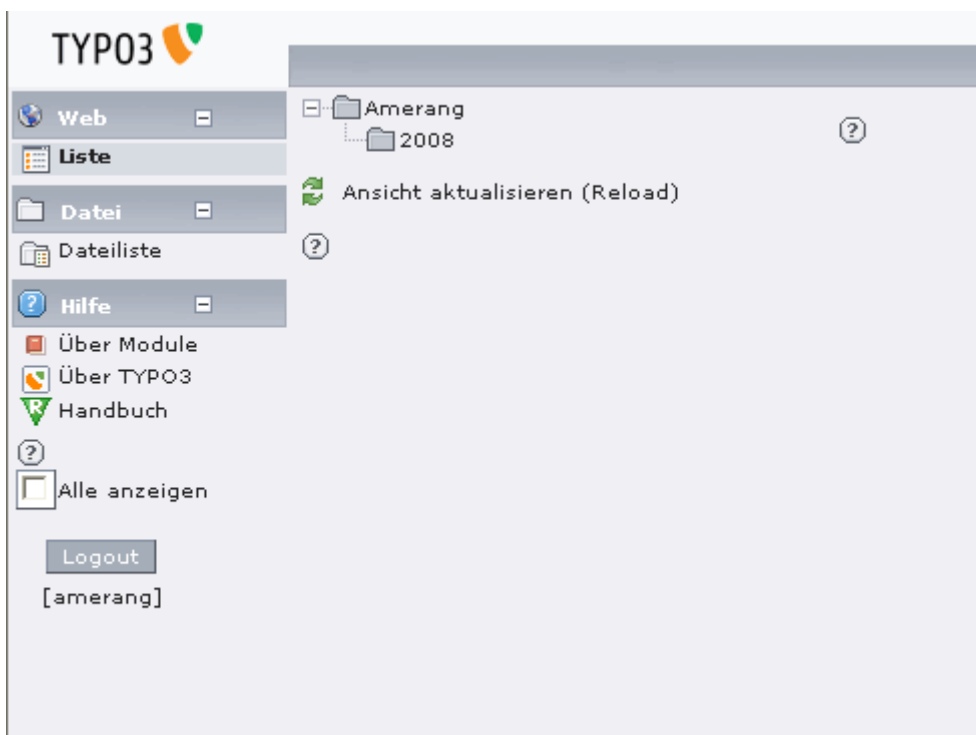 TYPO3
Web
Liste
Datei
Dateiliste
Hilfe
Über Module
Über TYPO3
Handbuch
Alle anzeigen
Logout
[amerang]
Amerang
2008
Ansicht aktualisieren (Reload)